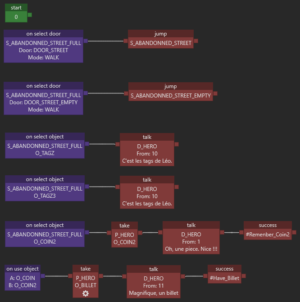 start
0
on select door
S_ABANDONNED_STREET_FULL
Door: DOOR_STREET
Mode: WALK
jump
S_ABANDONNED_STREET
on select door
S_ABANDONNED_STREET_FULL
Door: DOOR_STREET_EMPTY
Mode: WALK
jump
S_ABANDONNED_STREET_EMPTY
on select object
S_ABANDONNED_STREET_FULL
O_TAGZ
talk
D_HERO
From: 10
C'est les tags de Léo.
on select object
S_ABANDONNED_STREET_FULL
O_TAGZ3
talk
D_HERO
From: 10
C'est les tags de Léo.
on select object
S_ABANDONNED_STREET_FULL
O_COIN2
take
P_HERO
O_COIN2
talk
D_HERO
From: 1
Oh, une piece. Nice !!!
success
#Remenber_Coin2
on use object
A: O_COIN
B: O_COIN2
take
P_HERO
O_BILLET
talk
D_HERO
From: 11
Magnifique, un billet
success
#Have_Billet